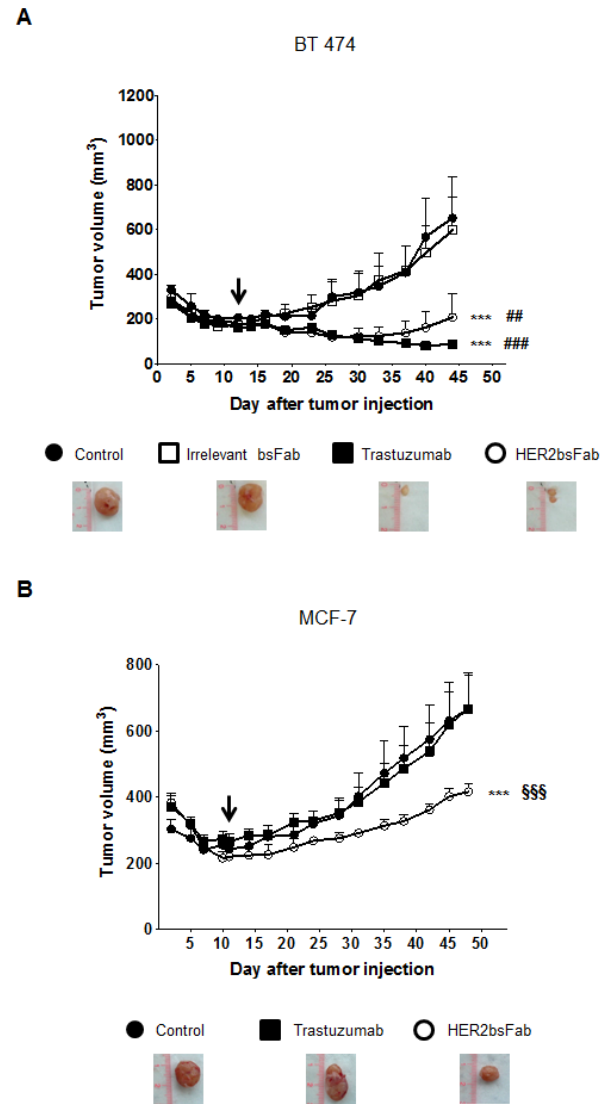 A
BT 474
1200
1000
800
600
400
200
0
Tumor volume (mm³)
*** ##
*** ###
0 5 10 15 20 25 30 35 40 45 50
Day after tumor injection
Control Irrelevant bsFab Trastuzumab HER2bsFab
B
MCF-7
800
600
400
200
0
Tumor volume (mm³)
*** §§§
5 10 15 21 25 30 35 40 45 50
Day after tumor injection
Control Trastuzumab HER2bsFab